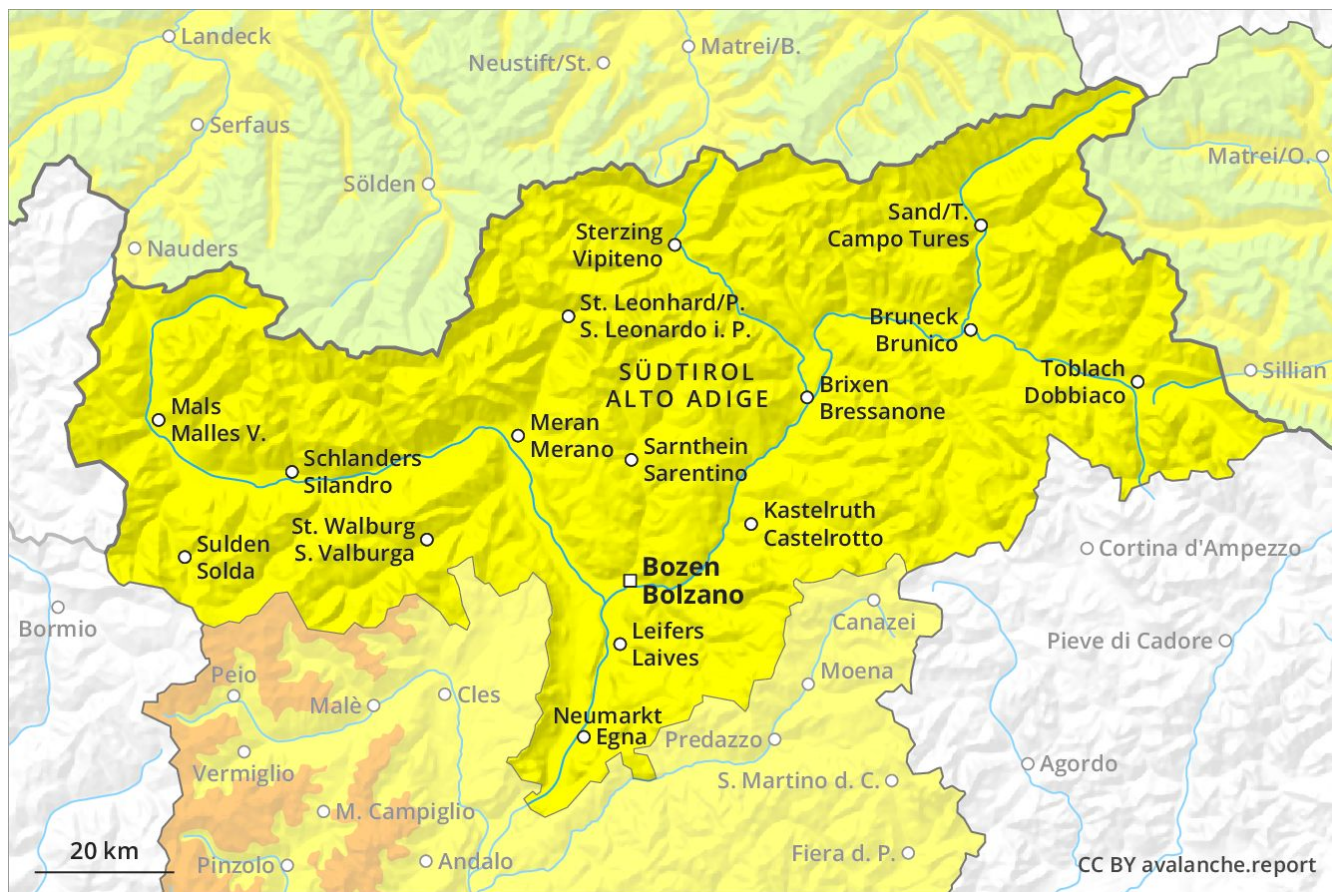 Landeck
Matrei/B.
Neustift/St.
Serfaus
Matrei/O.
Sölden
Sand/T.
Campo Tures
Sterzing
Vipiteno
Nauders
St. Leonhard/P.
S. Leonardo i. P.
Bruneck
Brunico
SÜDTIROL
ALTO ADIGE
Toblach
Dobbiaco
Sillian
Brixen
Bressanone
Mals
Malles V.
Meran
Merano
Sarnthein
Sarentino
Schlanders
Silandro
Kastelruth
Castelrotto
St. Walburg
S. Valburga
Sulden
Solda
Cortina d'Ampezzo
Bozen
Bolzano
Bormio
Canazei
Leifers
Laives
Pieve di Cadore
Moena
Peio
Malè
Cles
Neumarkt
Egna
Predazzo
Vermiglio
Agordo
S. Martino d. C.
M. Campiglio
20 km
Pinzolo
Andalo
Fiera d. P.
CC BY avalanche.report